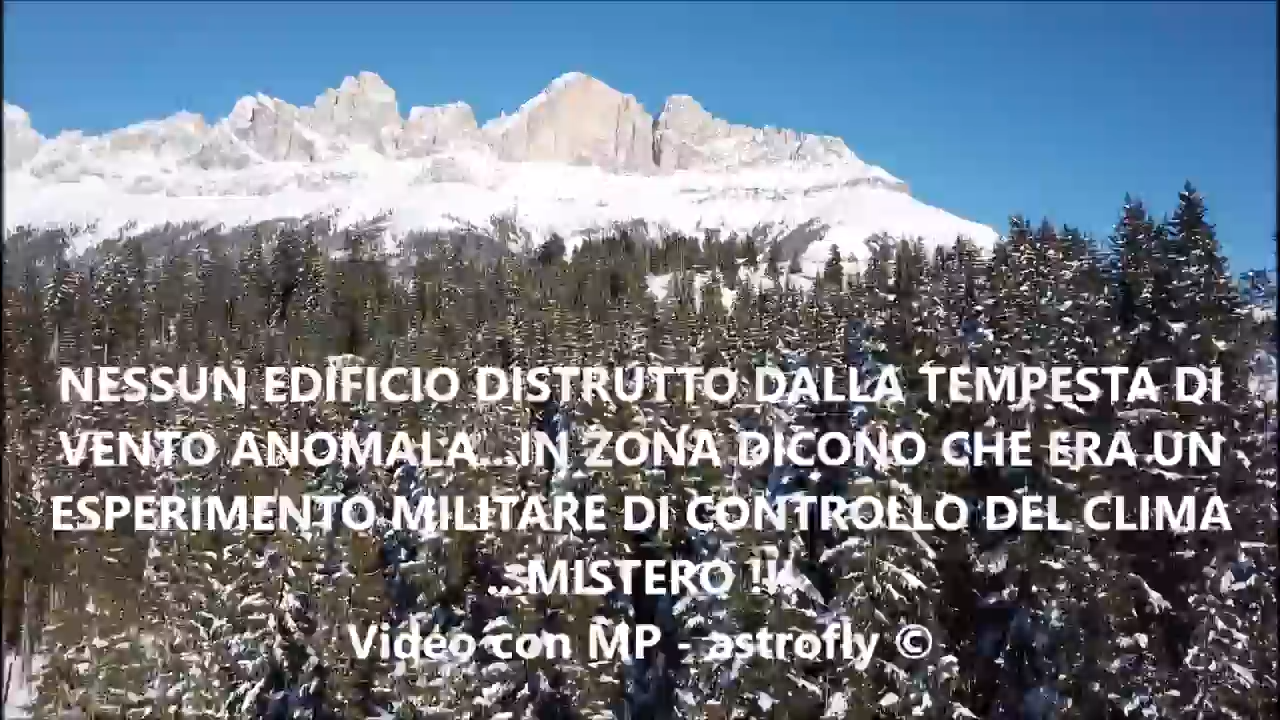 NESSUN EDIFICIO DISTRUTTO DALLA TEMPESTA DI
VENTO ANOMALA...IN ZONA DICONO CHE ERA UN
ESPERIMENTO MILITARE DI CONTROLLO DEL CLIMA
...MISTERO !!
Video con MP - astrofly ©